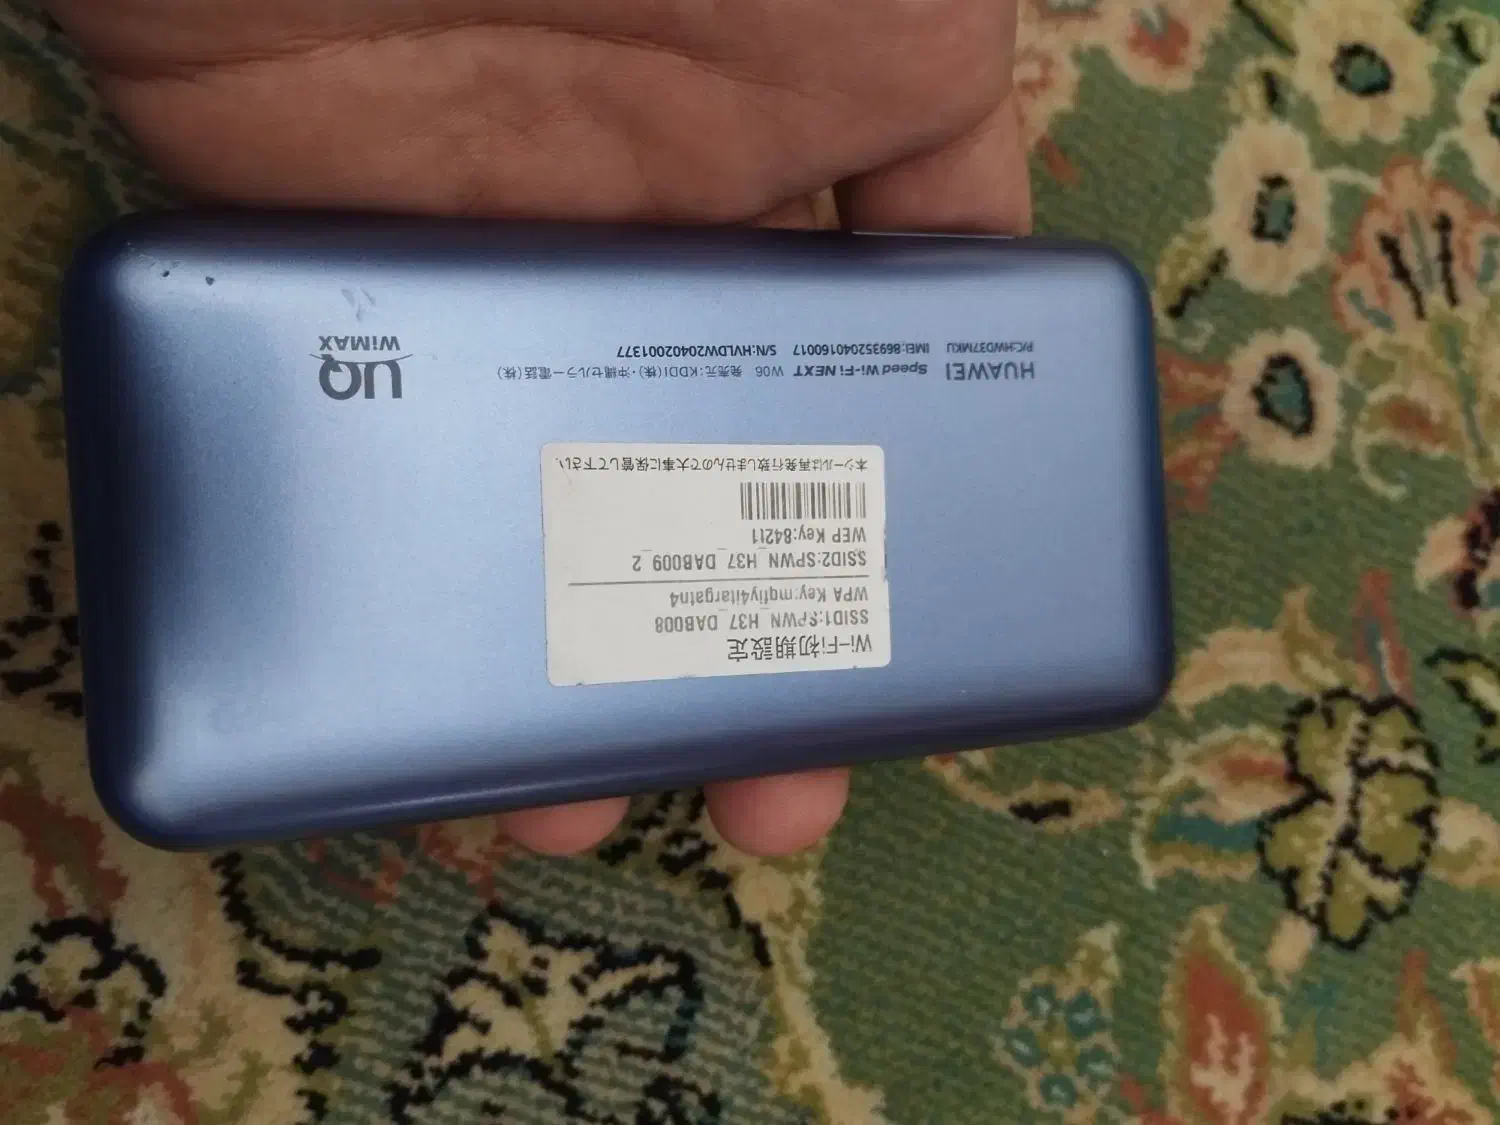 HUAWEI Speed Wi-Fi NEXT W06 発売元:KDDI(株)・沖縄セルラー電話(株)
P/C:HWD37MKU IMEI:869352040160017 S/N:HVLDW20402001377
UQ
WiMAX
Wi-Fi初期設定
SSID1:SPWN_H37_DAB008
WPA Key:mqfiy4itargatn4
SSID2:SPWN_H37_DAB009_2
WEP Key:842l1
本シールは再発行致しませんので大事に保管して下さい。